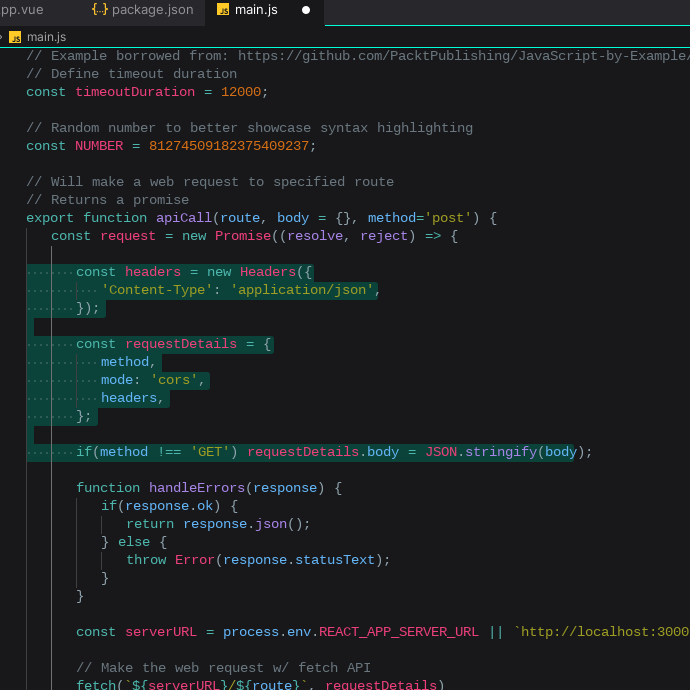 pp.vue {..} package.json JS main.js
JS main.js
// Example borrowed from: https://github.com/PacktPublishing/JavaScript-by-Example/
// Define timeout duration
const timeoutDuration = 12000;
// Random number to better showcase syntax highlighting
const NUMBER = 81274509182375409237;
// Will make a web request to specified route
// Returns a promise
export function apiCall(route, body = {}, method='post') {
const request = new Promise((resolve, reject) => {
const headers = new Headers({
'Content-Type': 'application/json',
});
const requestDetails = {
method,
mode: 'cors',
headers,
};
if(method !== 'GET') requestDetails.body = JSON.stringify(body);
function handleErrors(response) {
if(response.ok) {
return response.json();
} else {
throw Error(response.statusText);
}
}
const serverURL = process.env.REACT_APP_SERVER_URL || `http://localhost:3000
// Make the web request w/ fetch API
fetch(`${serverURL}/${route}`, requestDetails)